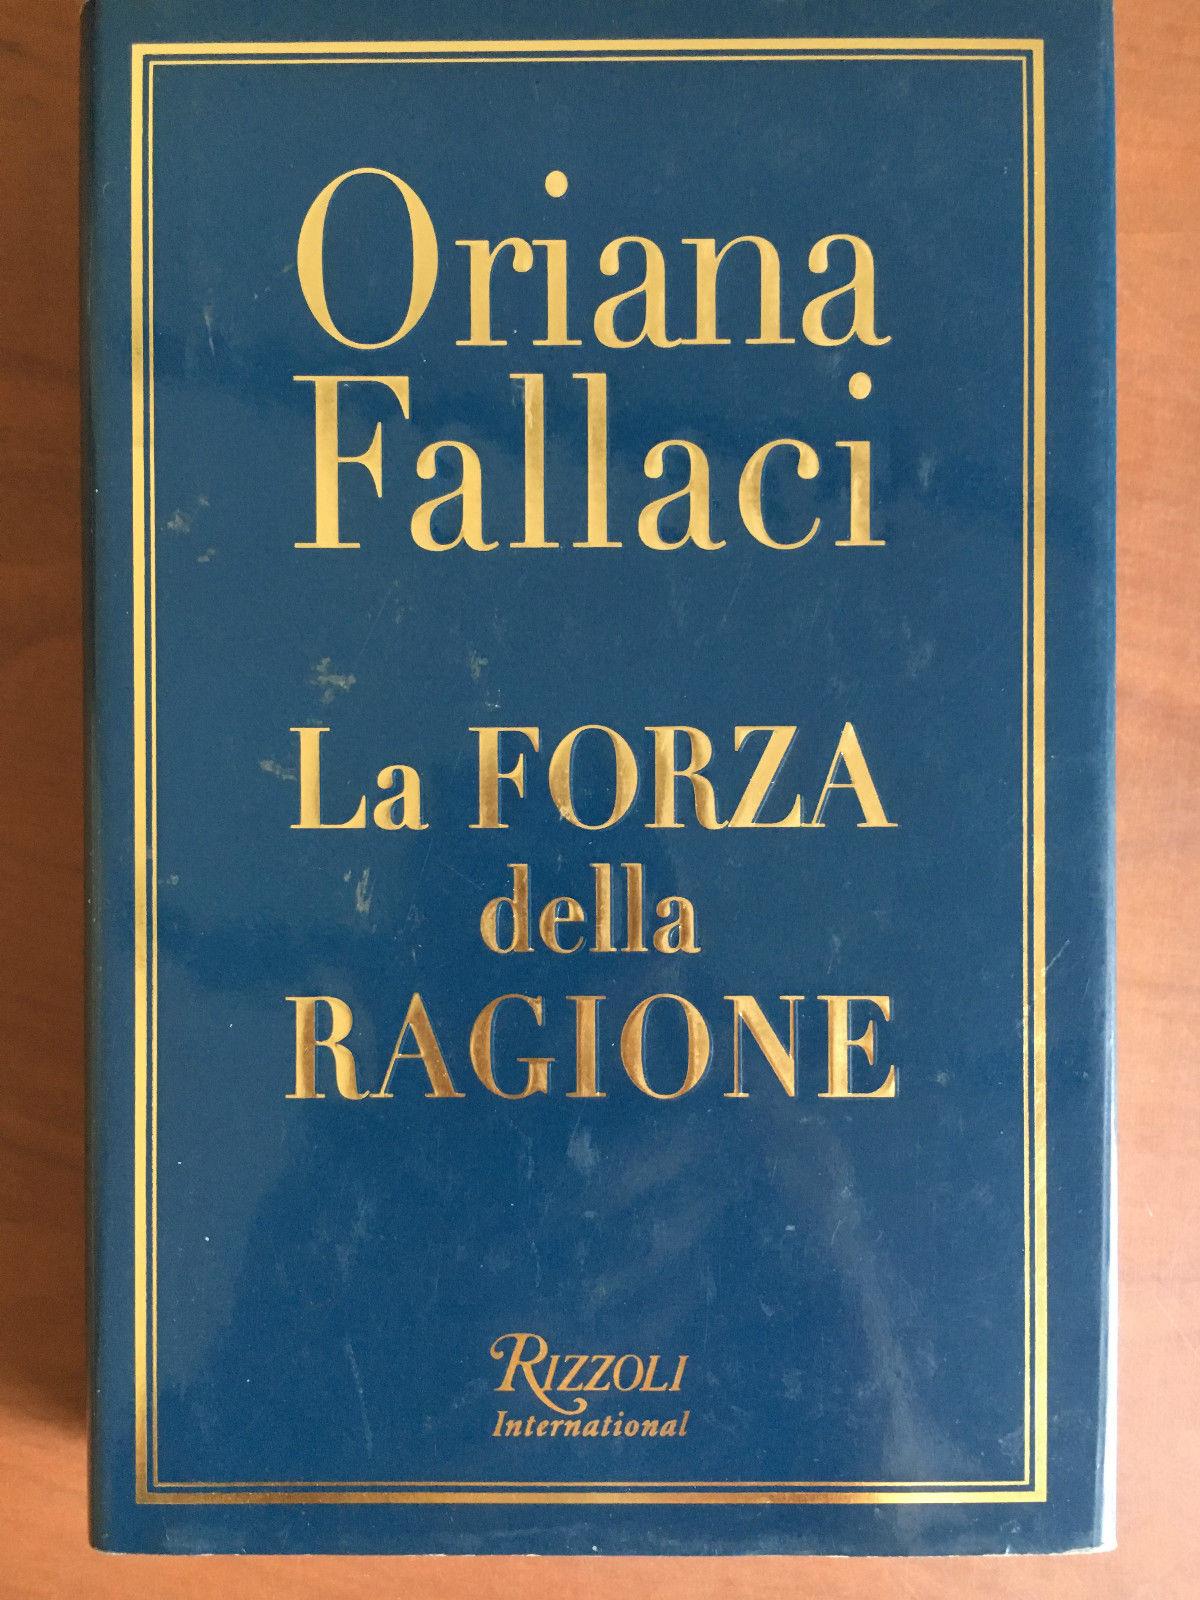 Oriana
Fallaci
La FORZA
della
RAGIONE
RIZZOLI
International